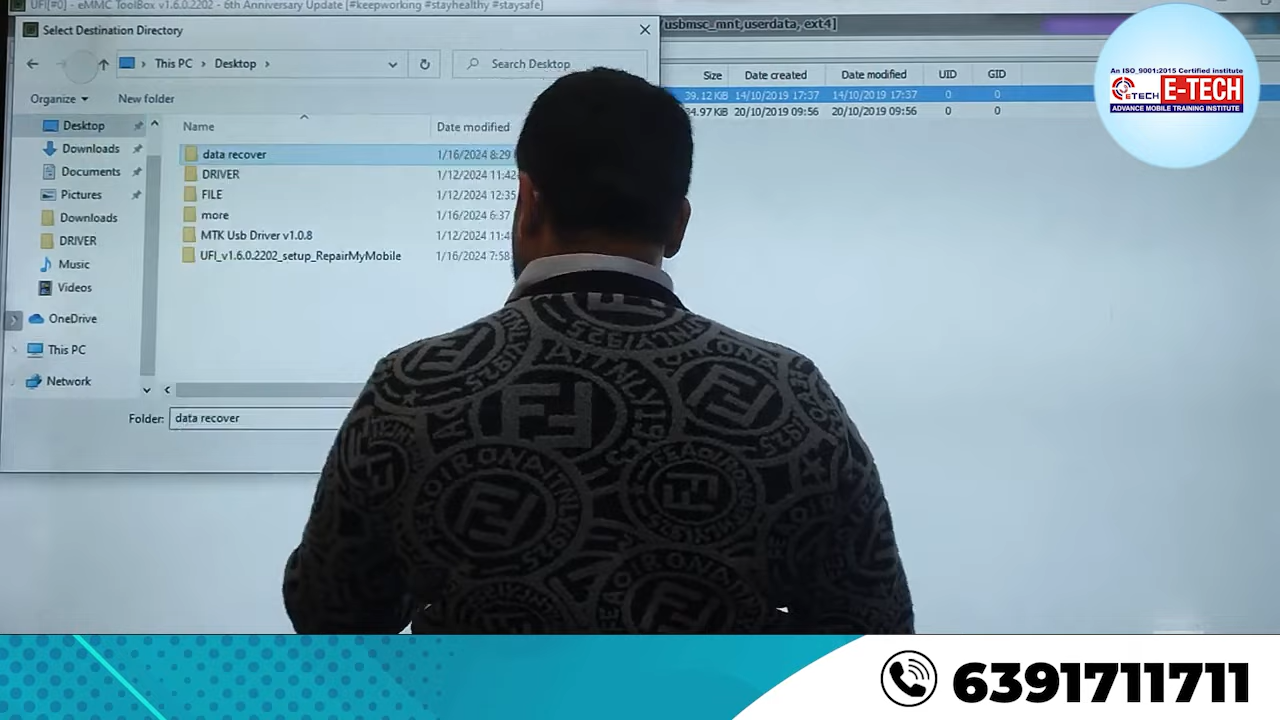 UFI[#0] - eMMC ToolBox v1.6.0.2202 - 6th Anniversary Update [#keepworking #stayhealthy #staysafe]
Select Destination Directory
usbmsc_mnt,userdata, ext4]
This PC > Desktop >
Search Desktop
Organize
New folder
Size Date created Date modified UID GID
39.12 KiB 14/10/2019 17:37 14/10/2019 17:37 0 0
34.97 KiB 20/10/2019 09:56 20/10/2019 09:56 0 0
An ISO_9001:2015 Certified institute
ETECH E-TECH
ADVANCE MOBILE TRAINING INSTITUTE
Desktop
Downloads
Documents
Pictures
Downloads
DRIVER
Music
Videos
OneDrive
This PC
Network
Name Date modified
data recover 1/16/2024 8:29
DRIVER 1/12/2024 11:42
FILE 1/12/2024 12:35
more 1/16/2024 6:37
MTK Usb Driver v1.0.8 1/12/2024 11:4
UFI_v1.6.0.2202_setup_RepairMyMobile 1/16/2024 7:58
Folder: data recover
6391711711